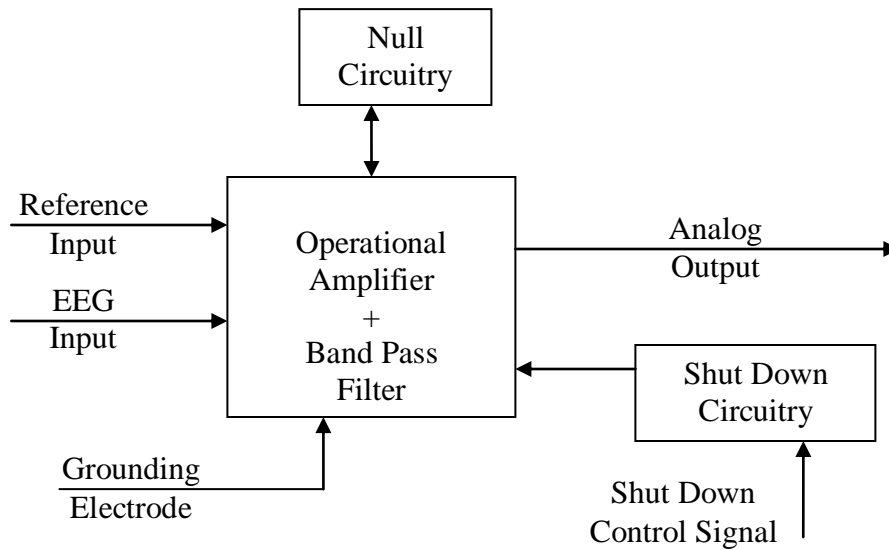 Null
Circuitry
Reference
Input
EEG
Input
Operational
Amplifier
+
Band Pass
Filter
Analog
Output
Shut Down
Circuitry
Grounding
Electrode
Shut Down
Control Signal